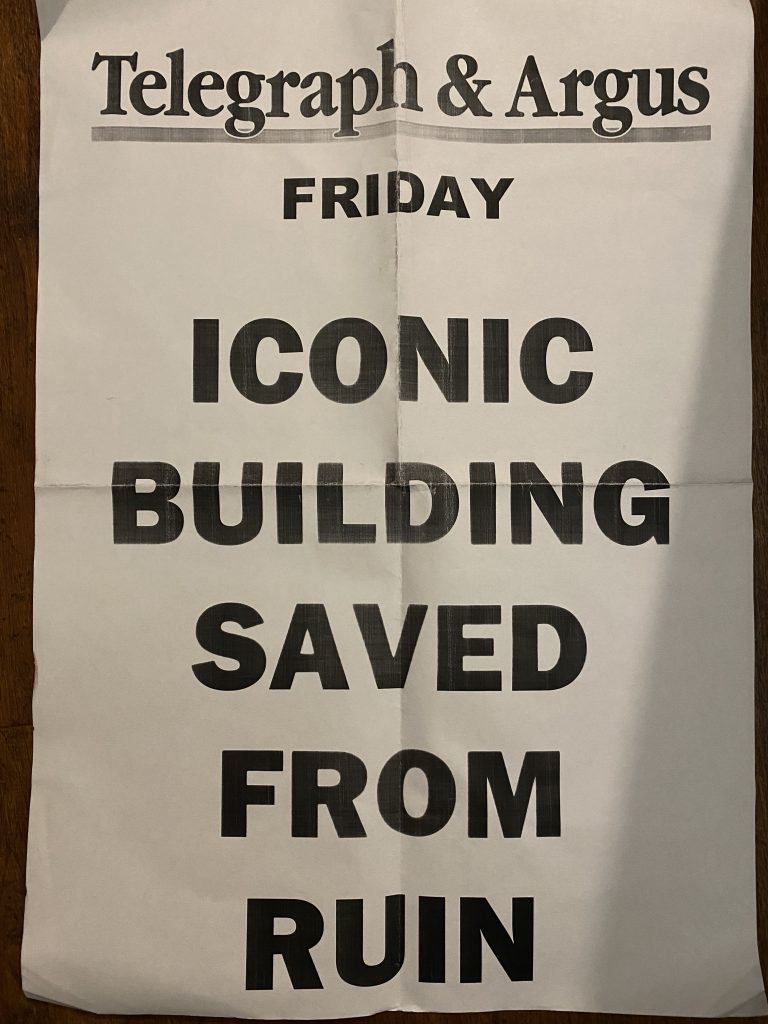 Telegraph & Argus
FRIDAY
ICONIC
BUILDING
SAVED
FROM
RUIN